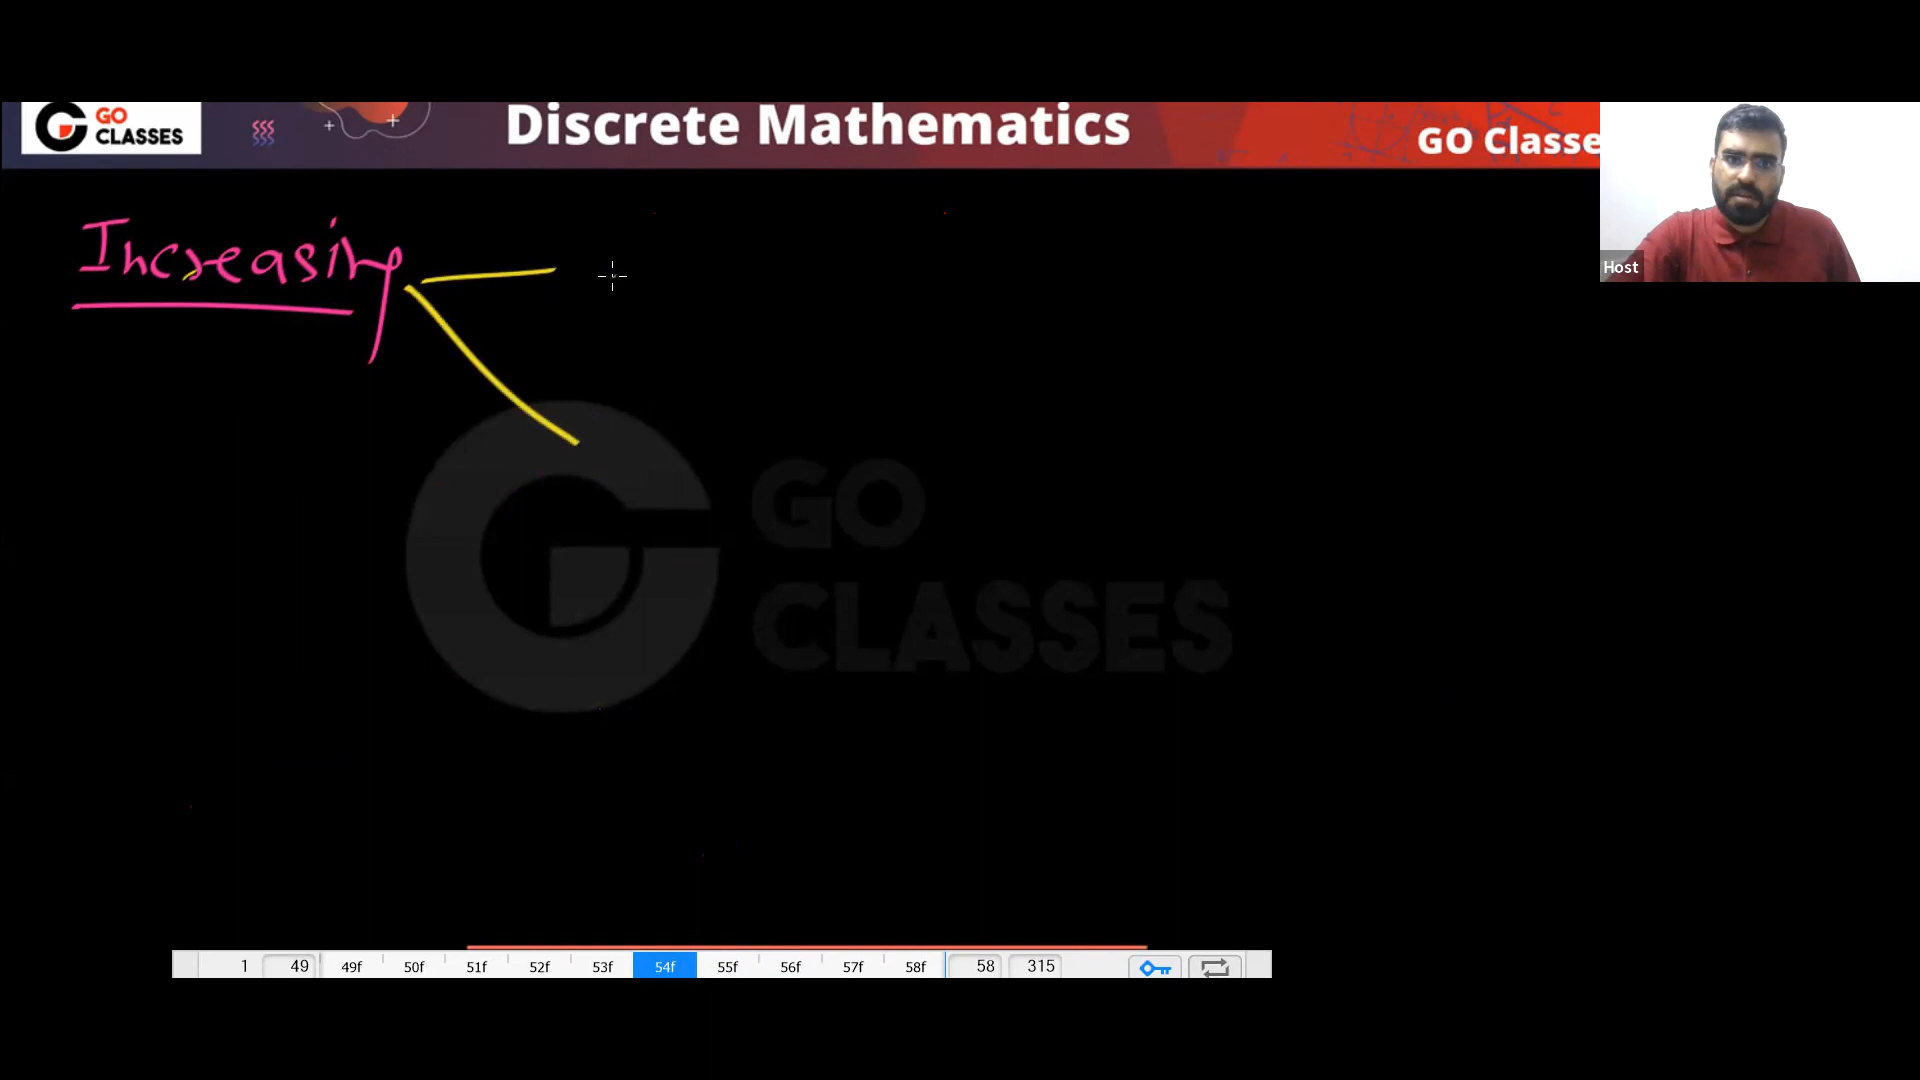 GO
CLASSES
Discrete Mathematics
GO Classe
Host
Increasing
GO
CLASSES
1 49 49f 50f 51f 52f 53f 54f 55f 56f 57f 58f 58 315